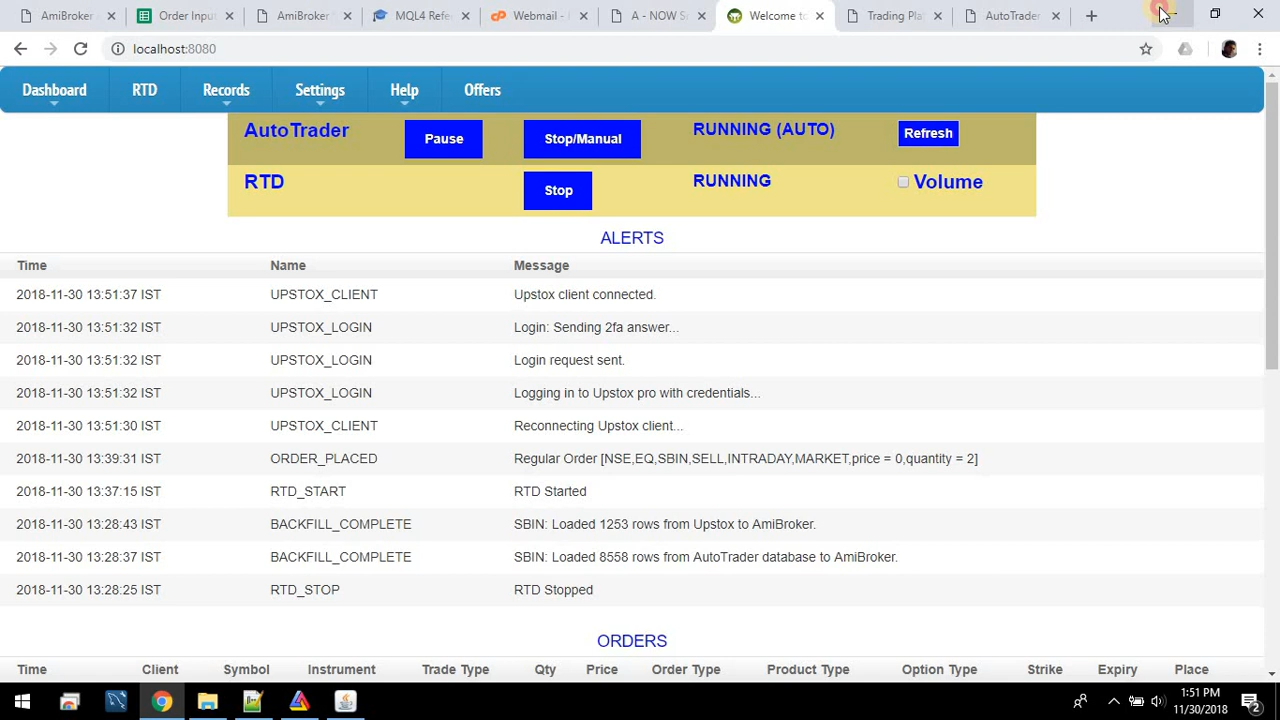 AmiBroker
Order Inpu
AmiBroker
MQL4 Refe
Webmail -
A - NOW S
Welcome to
Trading Pla
AutoTrader
localhost:8080
Dashboard
RTD
Records
Settings
Help
Offers
AutoTrader
Pause
Stop/Manual
RUNNING (AUTO)
Refresh
RTD
Stop
RUNNING
Volume
ALERTS
Time Name Message
2018-11-30 13:51:37 IST UPSTOX_CLIENT Upstox client connected.
2018-11-30 13:51:32 IST UPSTOX_LOGIN Login: Sending 2fa answer...
2018-11-30 13:51:32 IST UPSTOX_LOGIN Login request sent.
2018-11-30 13:51:32 IST UPSTOX_LOGIN Logging in to Upstox pro with credentials...
2018-11-30 13:51:30 IST UPSTOX_CLIENT Reconnecting Upstox client...
2018-11-30 13:39:31 IST ORDER_PLACED Regular Order [NSE,EQ,SBIN,SELL,INTRADAY,MARKET,price = 0,quantity = 2]
2018-11-30 13:37:15 IST RTD_START RTD Started
2018-11-30 13:28:43 IST BACKFILL_COMPLETE SBIN: Loaded 1253 rows from Upstox to AmiBroker.
2018-11-30 13:28:37 IST BACKFILL_COMPLETE SBIN: Loaded 8558 rows from AutoTrader database to AmiBroker.
2018-11-30 13:28:25 IST RTD_STOP RTD Stopped
ORDERS
Time Client Symbol Instrument Trade Type Qty Price Order Type Product Type Option Type Strike Expiry Place
1:51 PM
11/30/2018
2